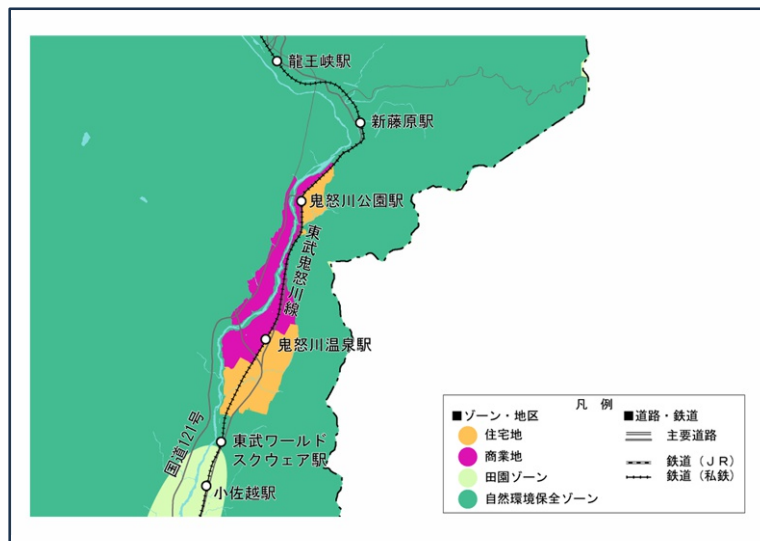 龍王峡駅
新藤原駅
鬼怒川公園駅
東武鬼怒川線
鬼怒川温泉駅
国道121号
東武ワールド
スクウェア駅
小佐越駅
凡 例
■ゾーン・地区
住宅地
商業地
田園ゾーン
自然環境保全ゾーン
■道路・鉄道
主要道路
鉄道（ＪＲ）
鉄道（私鉄）